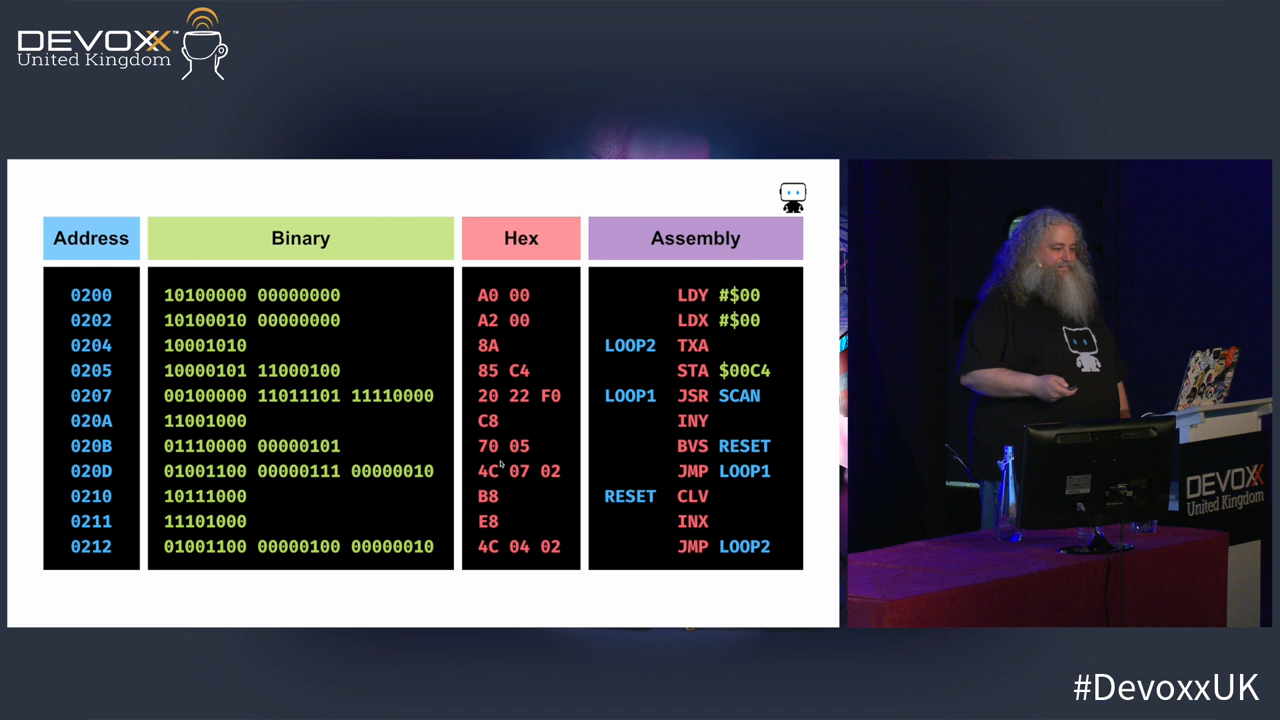 DEVOXX™
United Kingdom
Address Binary Hex Assembly
0200 10100000 00000000 A0 00 LDY #$00
0202 10100010 00000000 A2 00 LDX #$00
0204 10001010 8A LOOP2 TXA
0205 10000101 11000100 85 C4 STA $00C4
0207 00100000 11011101 11110000 20 22 F0 LOOP1 JSR SCAN
020A 11001000 C8 INY
020B 01110000 00000101 70 05 BVS RESET
020D 01001100 00000111 00000010 4C 07 02 JMP LOOP1
0210 10111000 B8 RESET CLV
0211 11101000 E8 INX
0212 01001100 00000100 00000010 4C 04 02 JMP LOOP2
DEVOXX
United Kingdom
#DevoxxUK